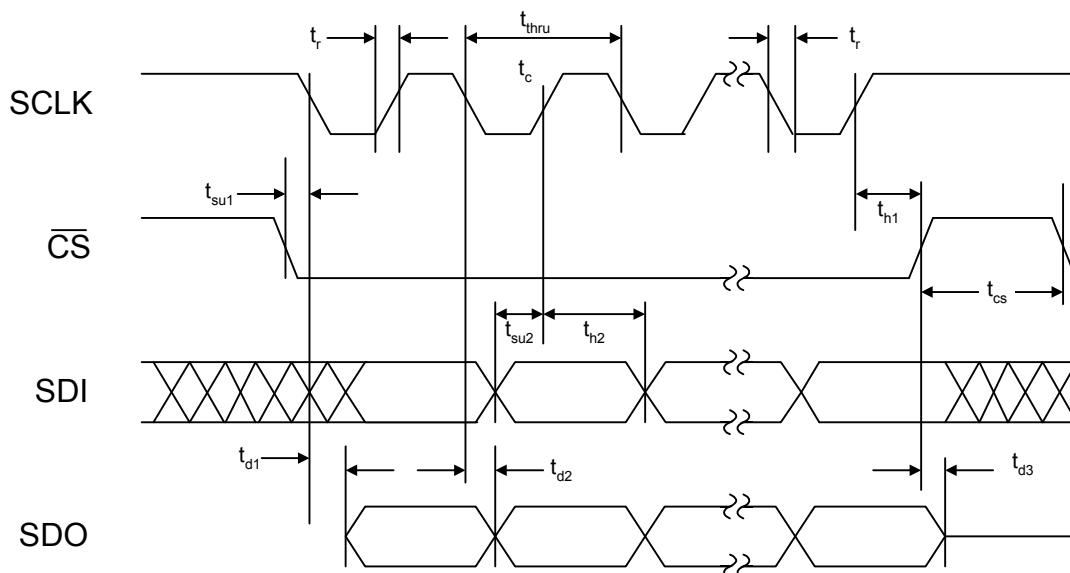 t_thru
t_r
t_r
t_c
SCLK
t_su1
t_h1
CS
t_cs
t_su2
t_h2
SDI
t_d1
t_d2
t_d3
SDO